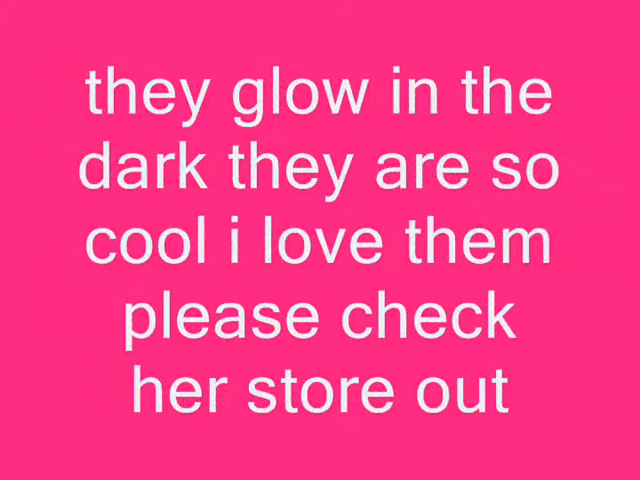 they glow in the
dark they are so
cool i love them
please check
her store out